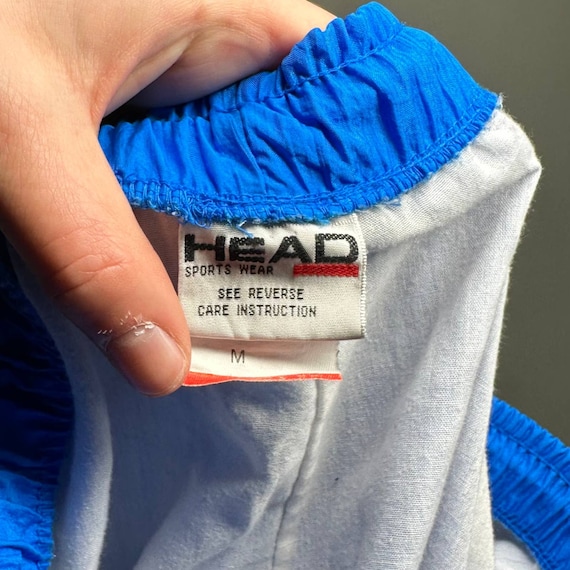 HEAD
SPORTS WEAR
SEE REVERSE
CARE INSTRUCTION
M